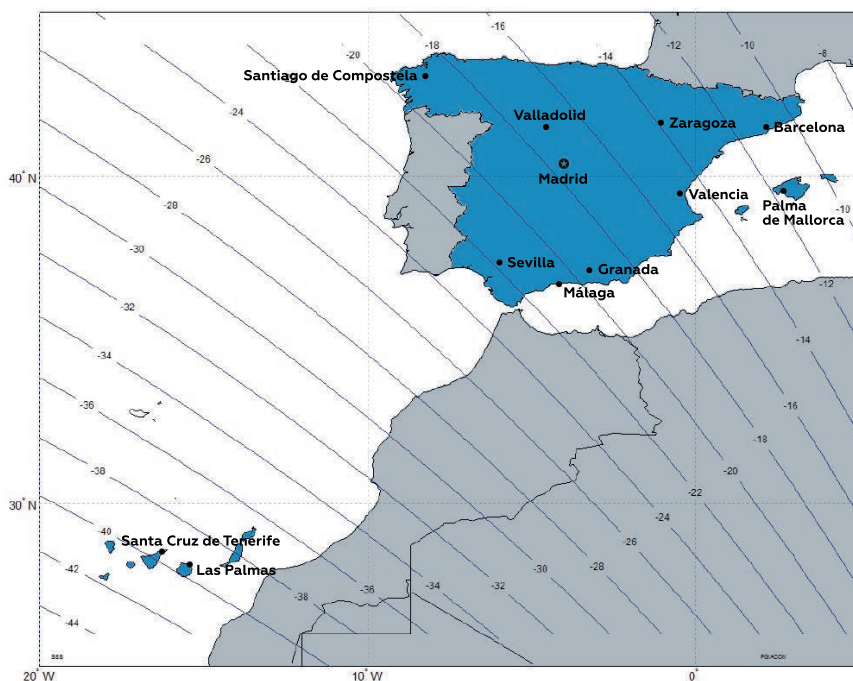 -16
-20
-18
-14
-12
-10
-8
Santiago de Compostela
-24
Valladolid
Zaragoza
Barcelona
-26
40° N
Madrid
Valencia
Palma
de Mallorca
-28
-10
-30
Sevilla
Granada
Málaga
-12
-32
-34
-14
-36
-16
-18
-38
-20
-22
30° N
-24
-40
Santa Cruz de Tenerife
-26
-42
Las Palmas
-28
-30
-32
-34
-36
-38
-44
20° W
10° W
0°